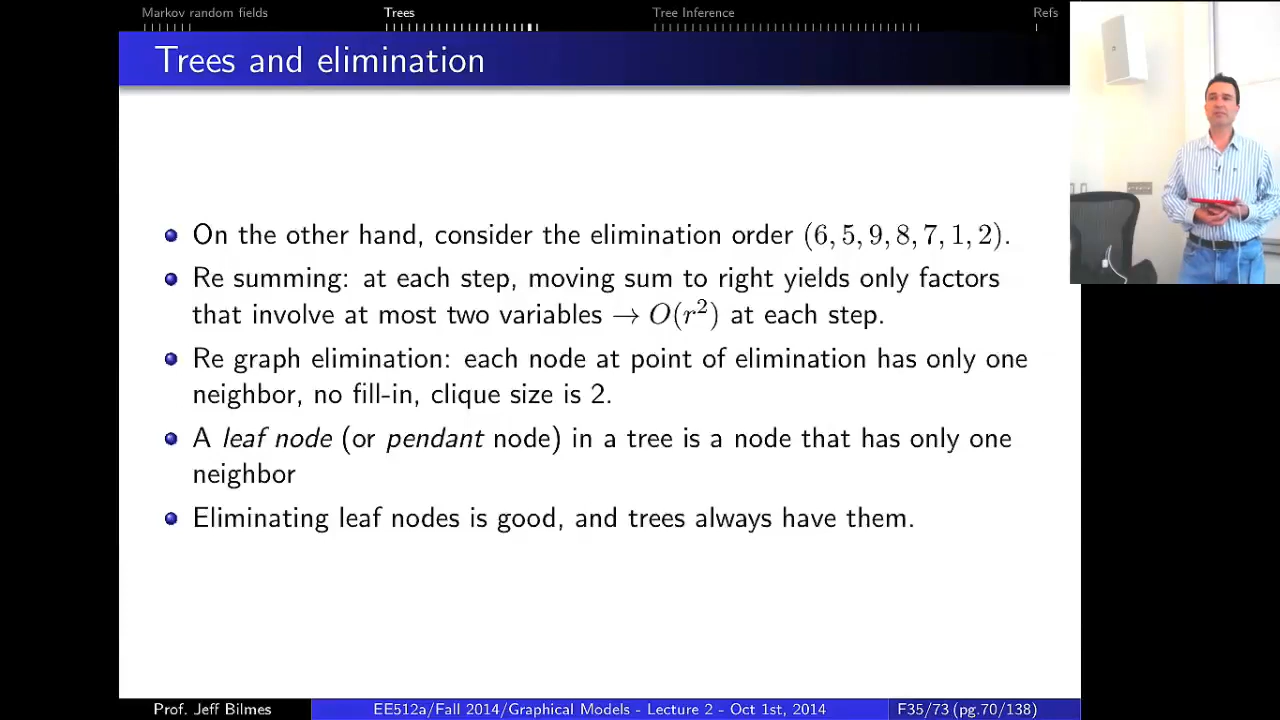 Markov random fields Trees Tree Inference Refs
Trees and elimination
On the other hand, consider the elimination order (6, 5, 9, 8, 7, 1, 2).
Re summing: at each step, moving sum to right yields only factors
that involve at most two variables → O(r²) at each step.
Re graph elimination: each node at point of elimination has only one
neighbor, no fill-in, clique size is 2.
A leaf node (or pendant node) in a tree is a node that has only one
neighbor
Eliminating leaf nodes is good, and trees always have them.
Prof. Jeff Bilmes EE512a/Fall 2014/Graphical Models - Lecture 2 - Oct 1st, 2014 F35/73 (pg.70/138)